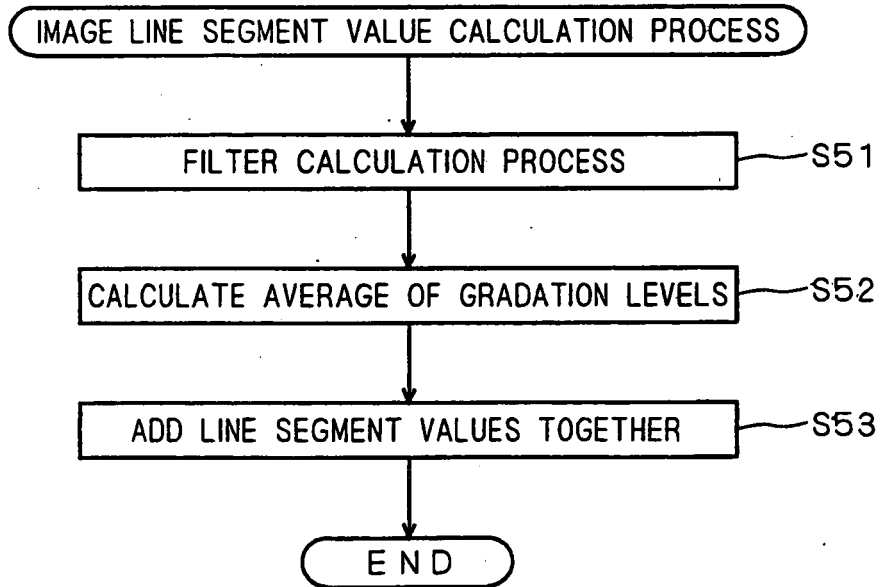 IMAGE LINE SEGMENT VALUE CALCULATION PROCESS
FILTER CALCULATION PROCESS
S51
CALCULATE AVERAGE OF GRADATION LEVELS
S52
ADD LINE SEGMENT VALUES TOGETHER
S53
END